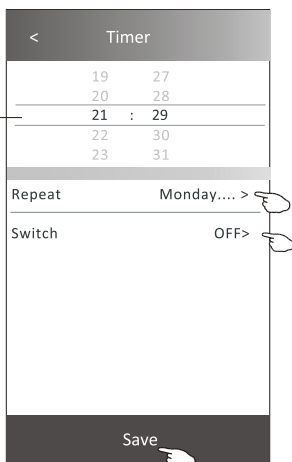 < Timer
19 27
20 28
21 : 29
22 30
23 31
Repeat Monday.... >
Switch OFF>
Save